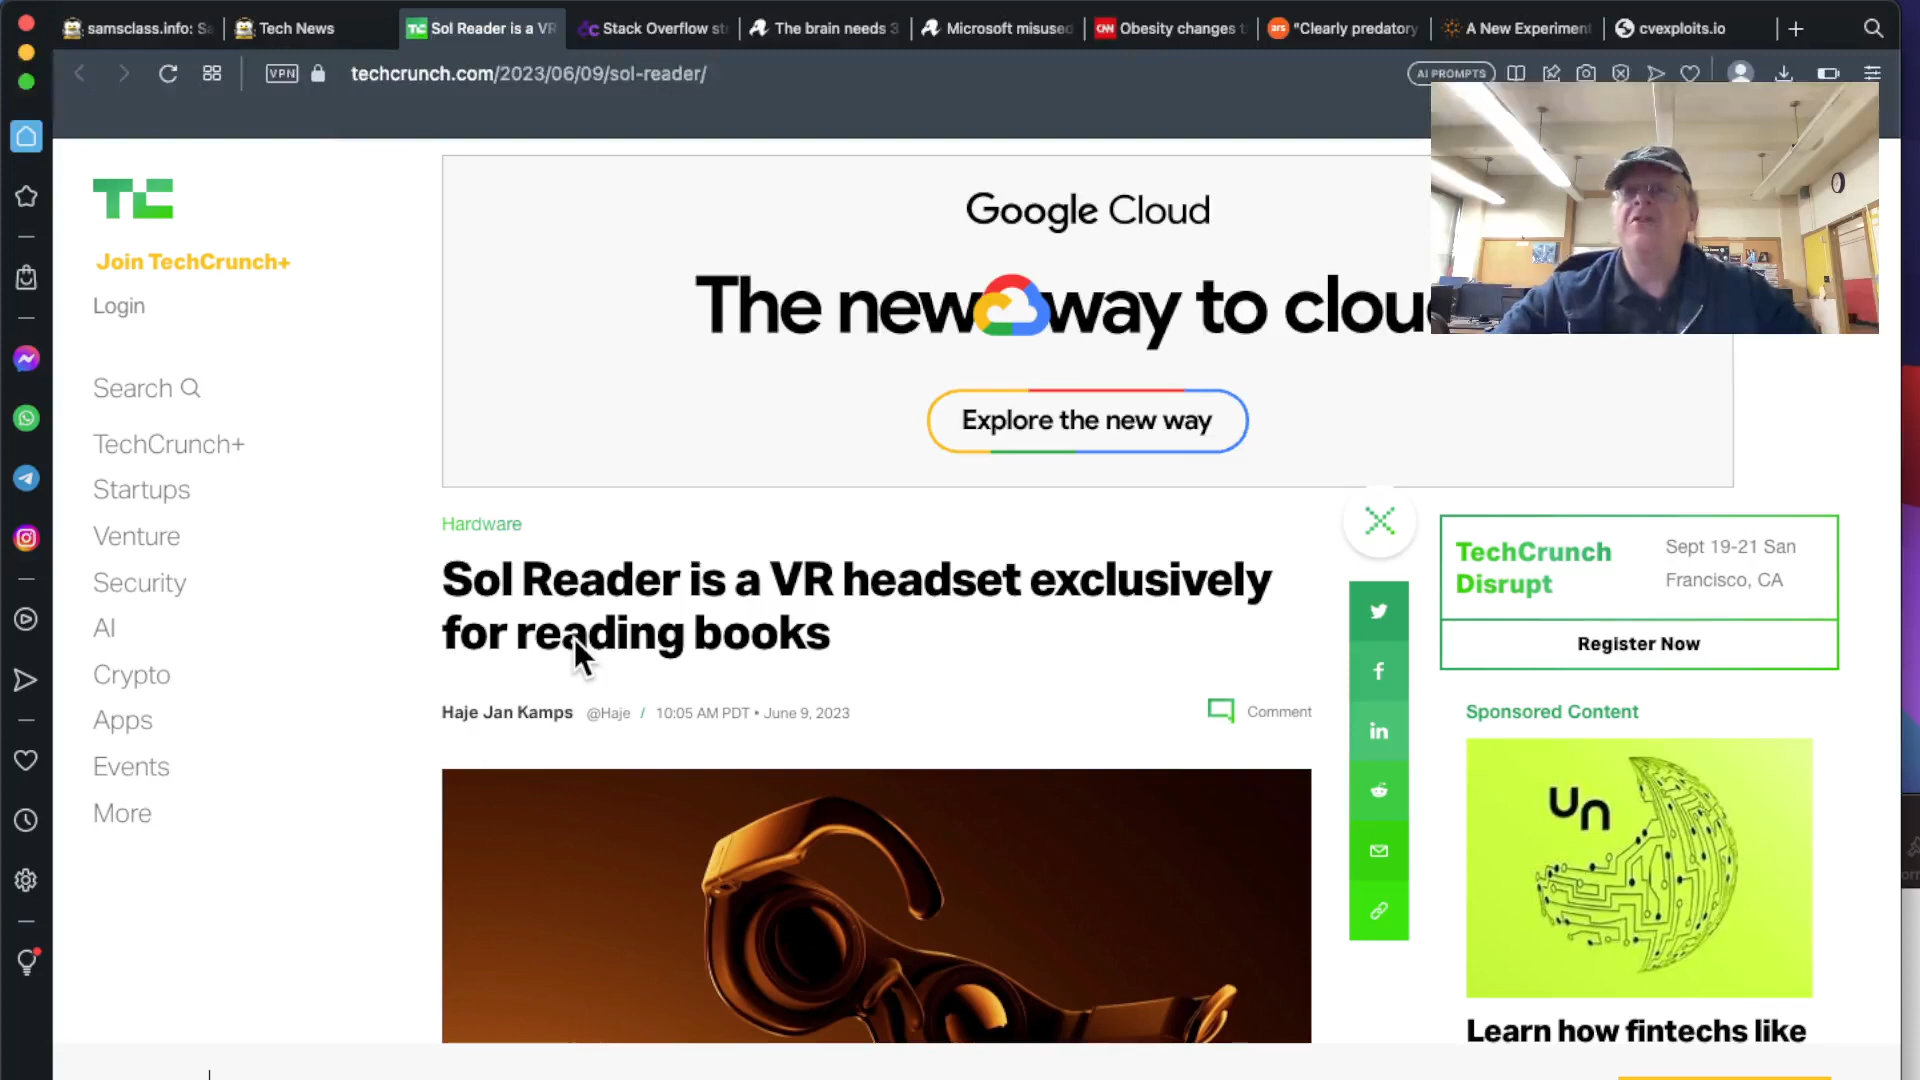 samsclass.info: Sa
Tech News
Sol Reader is a VR
Stack Overflow st
The brain needs 3
Microsoft misused
CNN
Obesity changes t
ars
"Clearly predatory
A New Experiment
cvexploits.io
VPN
techcrunch.com/2023/06/09/sol-reader/
AI PROMPTS
TC
Join TechCrunch+
Login
Search
TechCrunch+
Startups
Venture
Security
AI
Crypto
Apps
Events
More
Google Cloud
The new way to clou
Explore the new way
Hardware
Sol Reader is a VR headset exclusively
for reading books
Haje Jan Kamps @Haje / 10:05 AM PDT • June 9, 2023
Comment
TechCrunch
Disrupt
Sept 19-21 San
Francisco, CA
Register Now
Sponsored Content
un
Learn how fintechs like